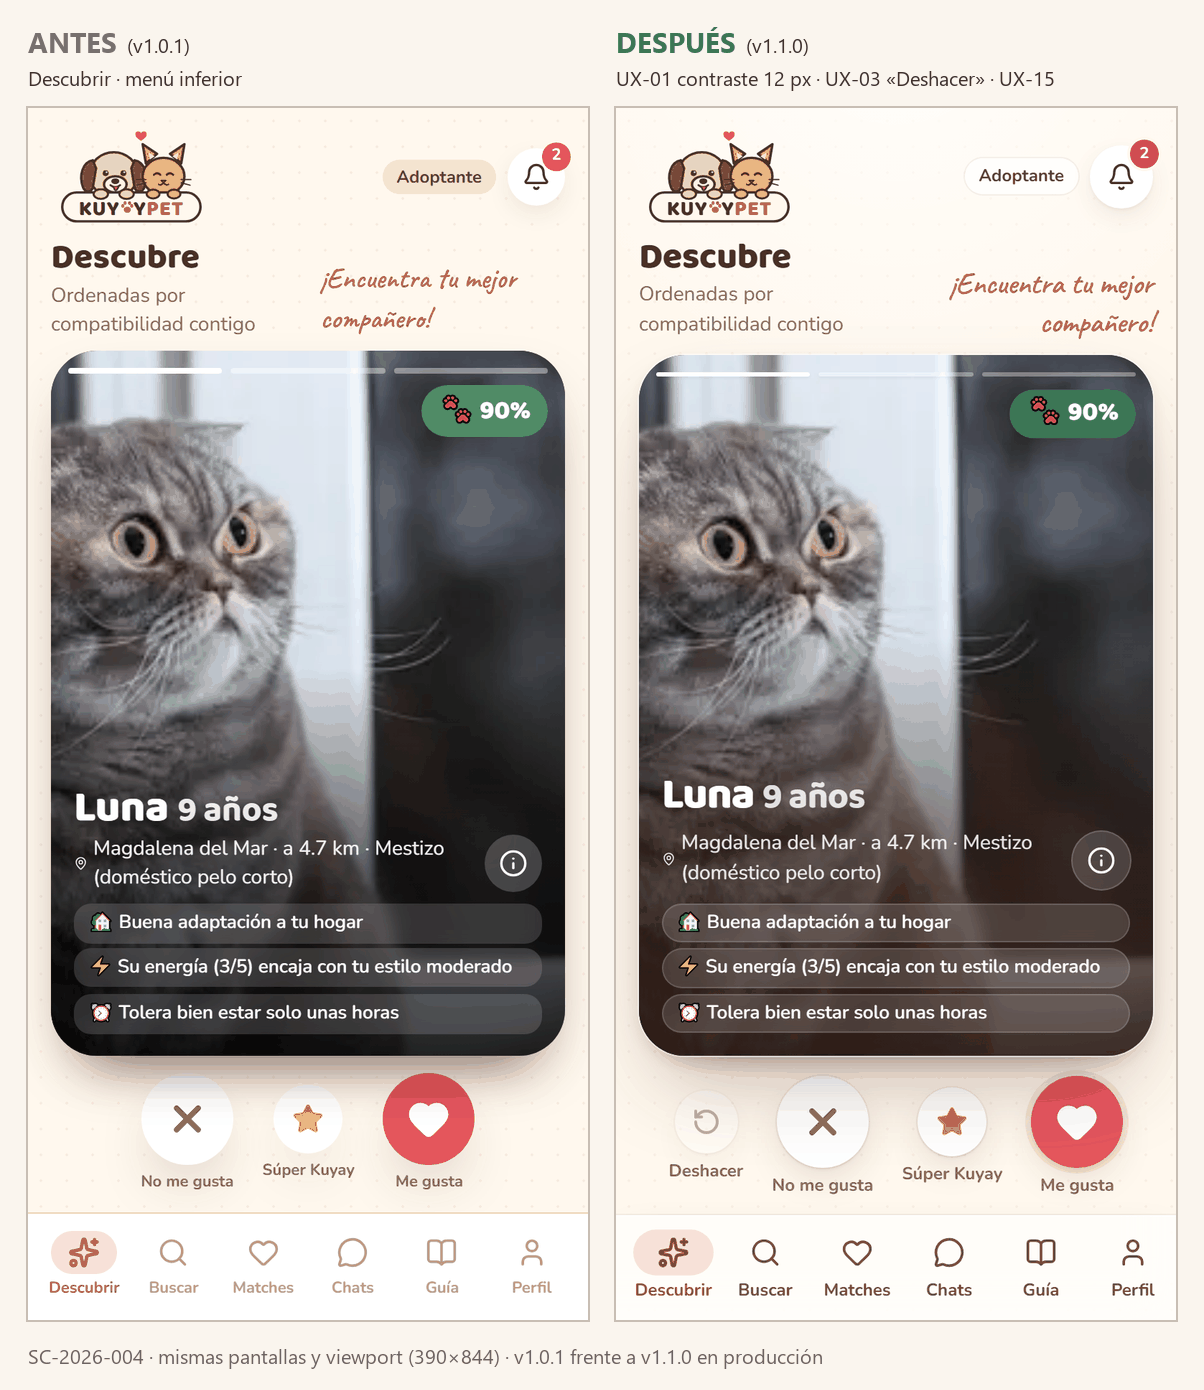 ANTES (v1.0.1)
Descubrir · menú inferior
KUYAYPET
Adoptante
2
Descubre
Ordenadas por
compatibilidad contigo
¡Encuentra tu mejor
compañero!
90%
Luna 9 años
Magdalena del Mar · a 4.7 km · Mestizo
(doméstico pelo corto)
Buena adaptación a tu hogar
Su energía (3/5) encaja con tu estilo moderado
Tolera bien estar solo unas horas
No me gusta
Súper Kuyay
Me gusta
Descubrir
Buscar
Matches
Chats
Guía
Perfil
DESPUÉS (v1.1.0)
UX-01 contraste 12 px · UX-03 «Deshacer» · UX-15
KUYAYPET
Adoptante
2
Descubre
Ordenadas por
compatibilidad contigo
¡Encuentra tu mejor
compañero!
90%
Luna 9 años
Magdalena del Mar · a 4.7 km · Mestizo
(doméstico pelo corto)
Buena adaptación a tu hogar
Su energía (3/5) encaja con tu estilo moderado
Tolera bien estar solo unas horas
Deshacer
No me gusta
Súper Kuyay
Me gusta
Descubrir
Buscar
Matches
Chats
Guía
Perfil
SC-2026-004 · mismas pantallas y viewport (390×844) · v1.0.1 frente a v1.1.0 en producción